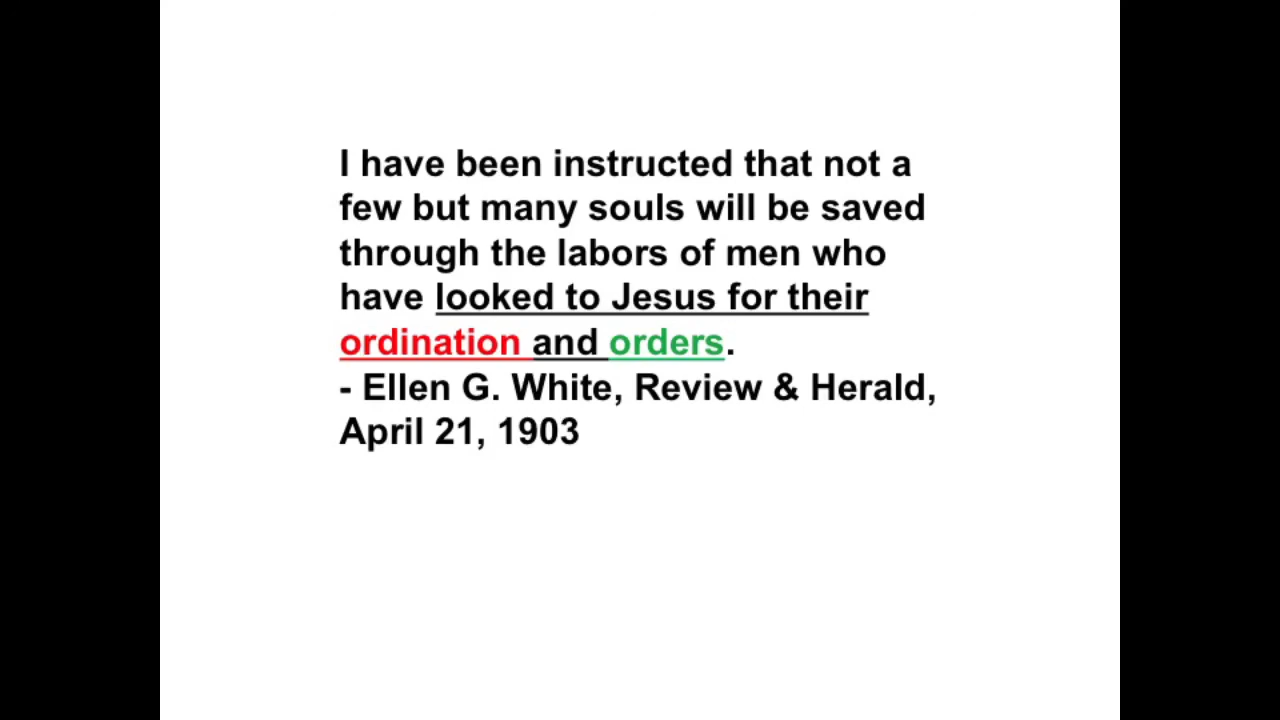 I have been instructed that not a
few but many souls will be saved
through the labors of men who
have looked to Jesus for their
ordination and orders.
- Ellen G. White, Review & Herald,
April 21, 1903